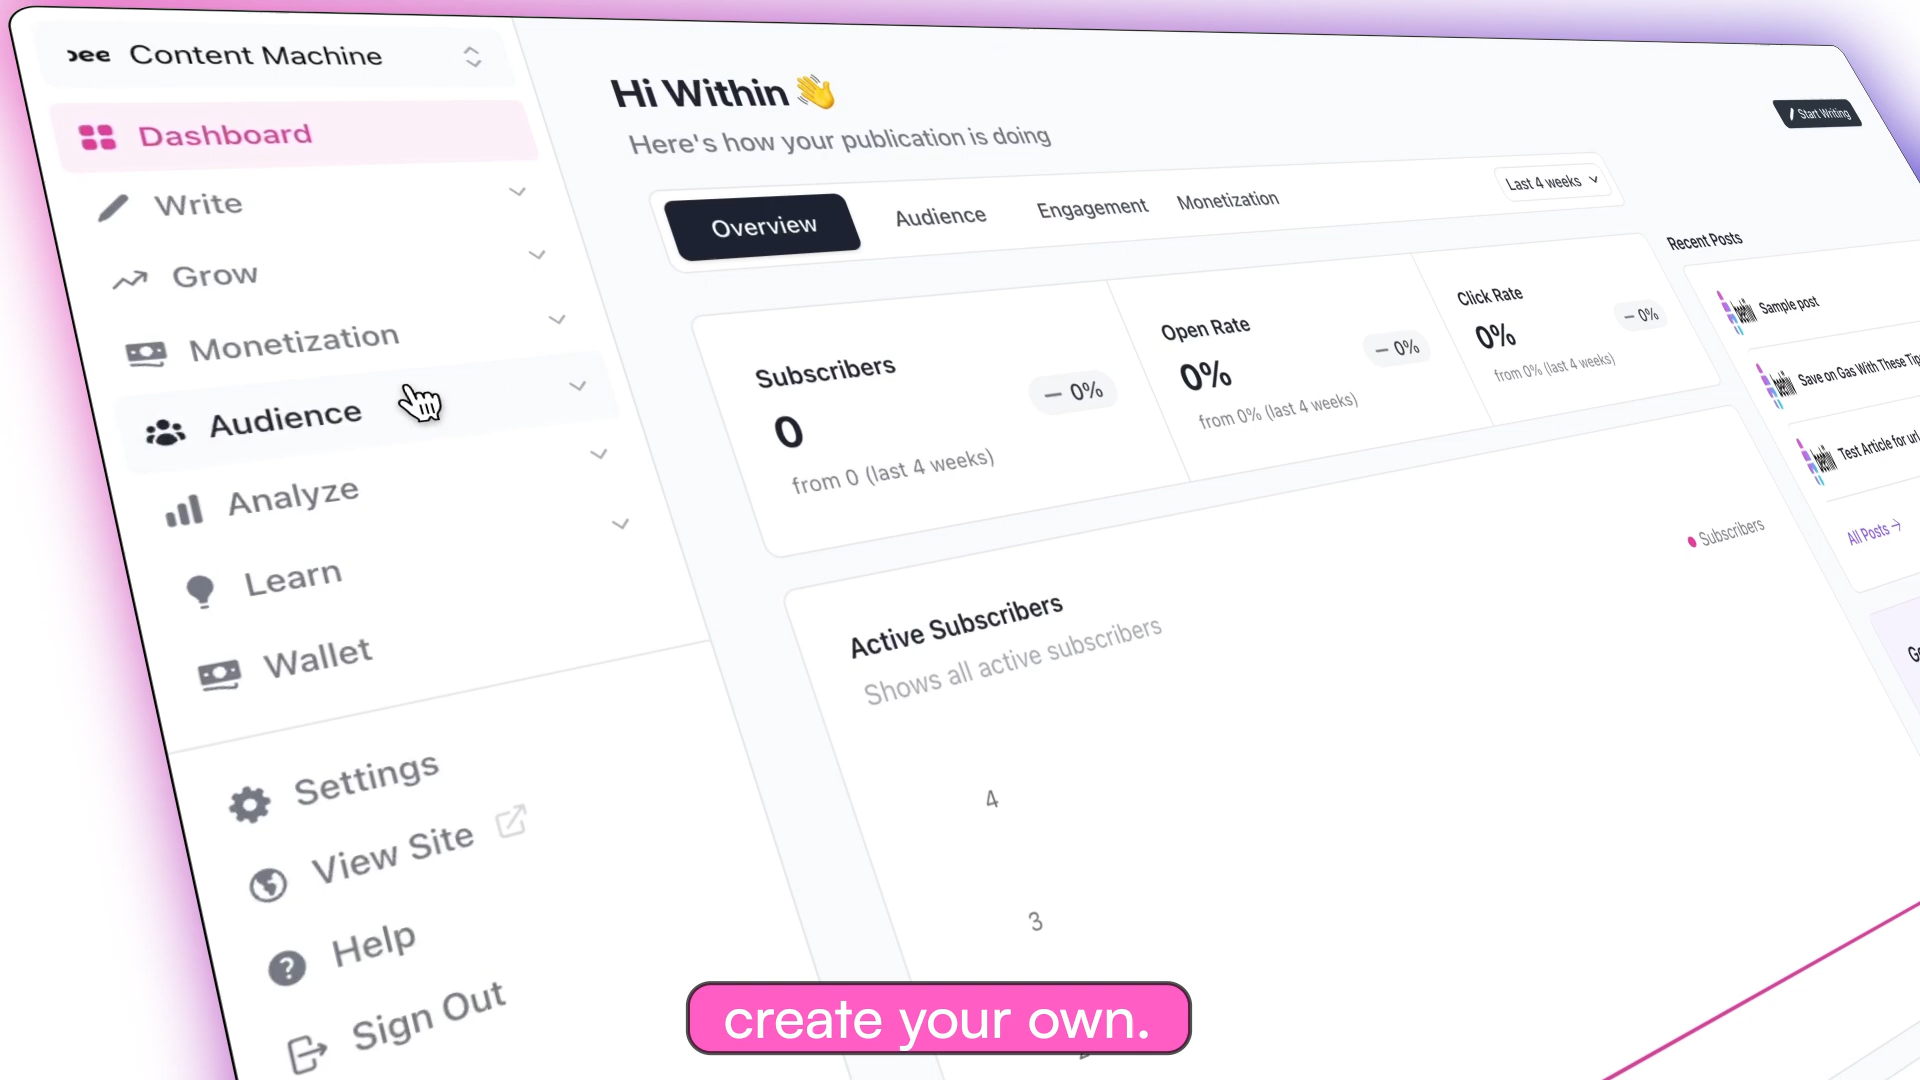 Content Machine
Dashboard
Write
Grow
Monetization
Audience
Analyze
Learn
Wallet
Settings
View Site
Help
Sign Out
Hi Within 👋
Here's how your publication is doing
Start Writing
Overview
Audience
Engagement
Monetization
Last 4 weeks
Subscribers
0
— 0%
from 0 (last 4 weeks)
Open Rate
0%
— 0%
from 0% (last 4 weeks)
Click Rate
0%
— 0%
from 0% (last 4 weeks)
Recent Posts
Sample post
Save on Gas With These
Test Article for url
All Posts →
Active Subscribers
Shows all active subscribers
Subscribers
4
3
create your own.